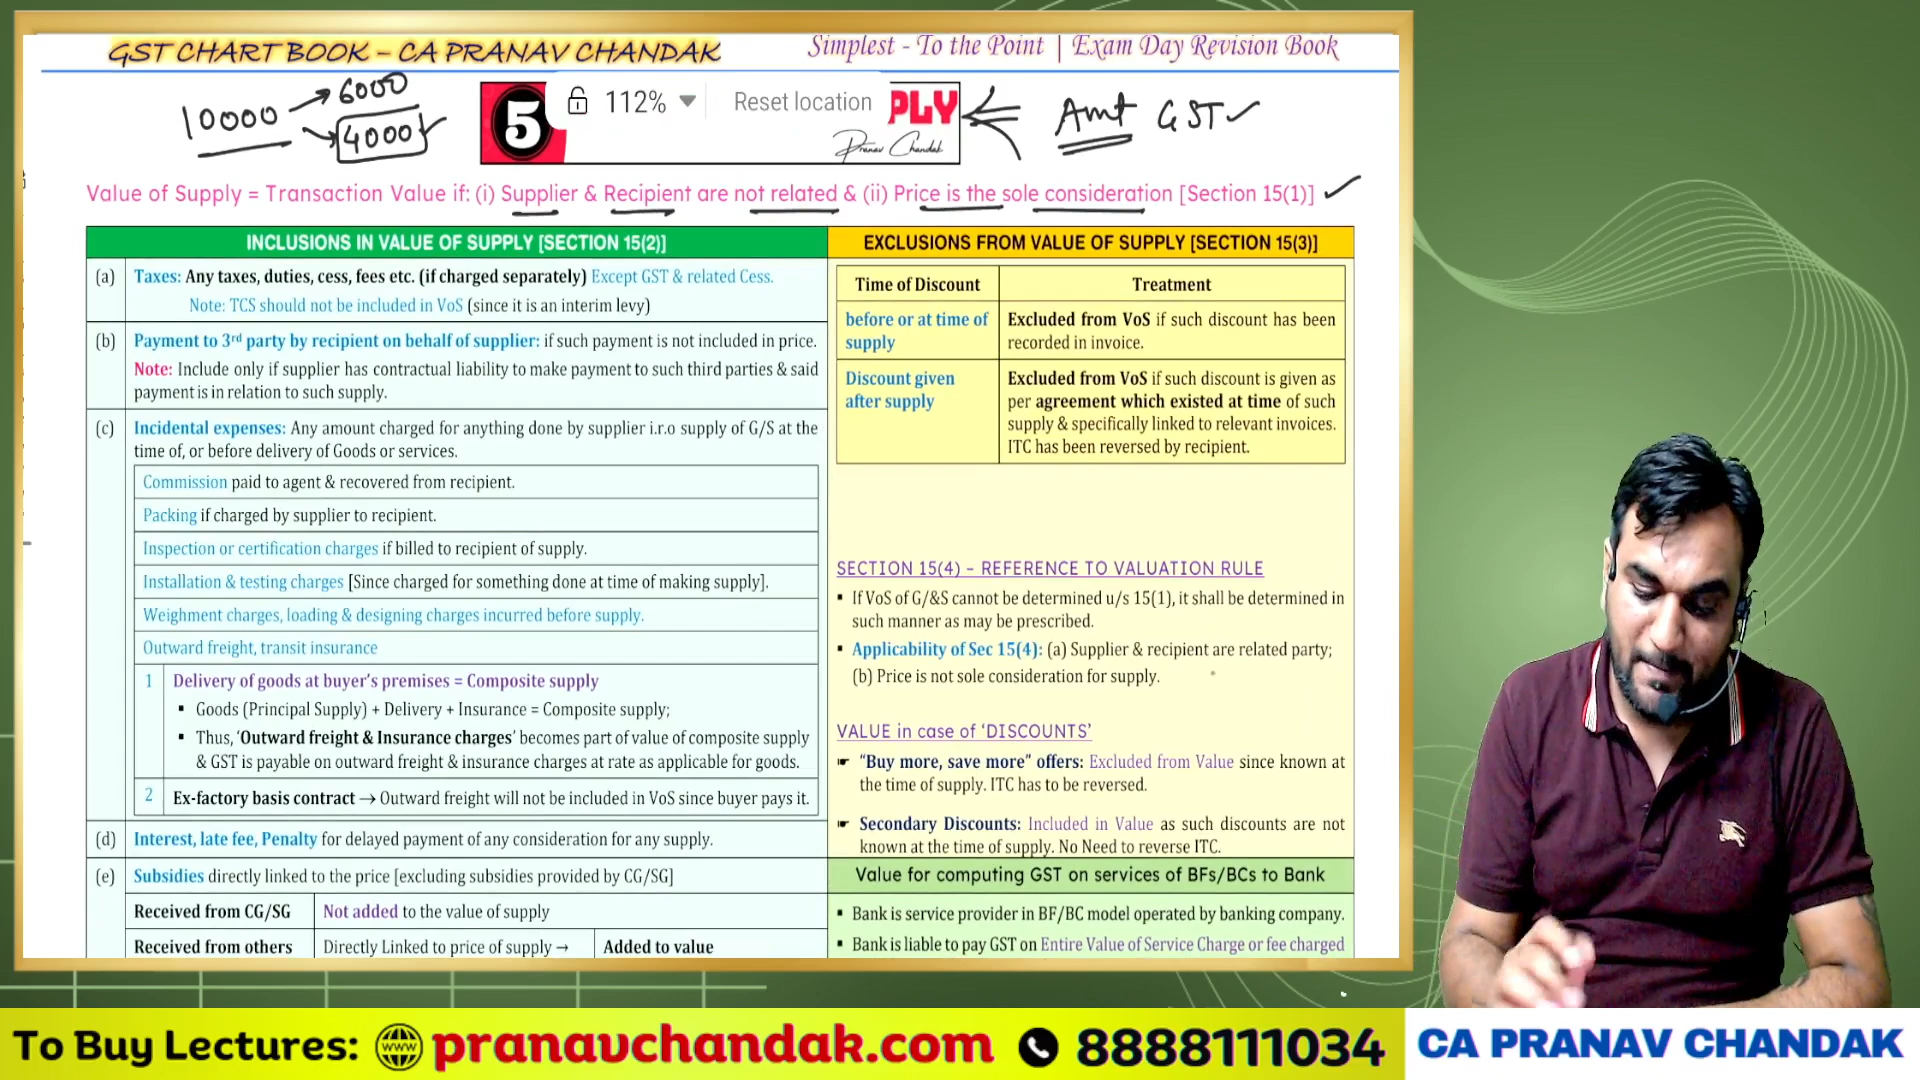 GST CHART BOOK – CA PRANAV CHANDAK
Simplest - To the Point | Exam Day Revision Book
10000
6000
4000
5
112%
Reset location
PLY
Pranav Chandak
Amt GST
Value of Supply = Transaction Value if: (i) Supplier & Recipient are not related & (ii) Price is the sole consideration [Section 15(1)]
INCLUSIONS IN VALUE OF SUPPLY [SECTION 15(2)]
(a) Taxes: Any taxes, duties, cess, fees etc. (if charged separately) Except GST & related Cess.
Note: TCS should not be included in VoS (since it is an interim levy)
(b) Payment to 3rd party by recipient on behalf of supplier: if such payment is not included in price.
Note: Include only if supplier has contractual liability to make payment to such third parties & said
payment is in relation to such supply.
(c) Incidental expenses: Any amount charged for anything done by supplier i.r.o supply of G/S at the
time of, or before delivery of Goods or services.
Commission paid to agent & recovered from recipient.
Packing if charged by supplier to recipient.
Inspection or certification charges if billed to recipient of supply.
Installation & testing charges [Since charged for something done at time of making supply].
Weighment charges, loading & designing charges incurred before supply.
Outward freight, transit insurance
1 Delivery of goods at buyer's premises = Composite supply
▪ Goods (Principal Supply) + Delivery + Insurance = Composite supply;
▪ Thus, 'Outward freight & Insurance charges' becomes part of value of composite supply
& GST is payable on outward freight & insurance charges at rate as applicable for goods.
2 Ex-factory basis contract → Outward freight will not be included in VoS since buyer pays it.
(d) Interest, late fee, Penalty for delayed payment of any consideration for any supply.
(e) Subsidies directly linked to the price [excluding subsidies provided by CG/SG]
Received from CG/SG Not added to the value of supply
Received from others Directly Linked to price of supply → Added to value
EXCLUSIONS FROM VALUE OF SUPPLY [SECTION 15(3)]
Time of Discount Treatment
before or at time of
supply
Excluded from VoS if such discount has been
recorded in invoice.
Discount given
after supply
Excluded from VoS if such discount is given as
per agreement which existed at time of such
supply & specifically linked to relevant invoices.
ITC has been reversed by recipient.
SECTION 15(4) – REFERENCE TO VALUATION RULE
▪ If VoS of G/&S cannot be determined u/s 15(1), it shall be determined in
such manner as may be prescribed.
▪ Applicability of Sec 15(4): (a) Supplier & recipient are related party;
(b) Price is not sole consideration for supply.
VALUE in case of 'DISCOUNTS'
☛ "Buy more, save more" offers: Excluded from Value since known at
the time of supply. ITC has to be reversed.
☛ Secondary Discounts: Included in Value as such discounts are not
known at the time of supply. No Need to reverse ITC.
Value for computing GST on services of BFs/BCs to Bank
▪ Bank is service provider in BF/BC model operated by banking company.
▪ Bank is liable to pay GST on Entire Value of Service Charge or fee charged
To Buy Lectures: www pranavchandak.com 8888111034 CA PRANAV CHANDAK